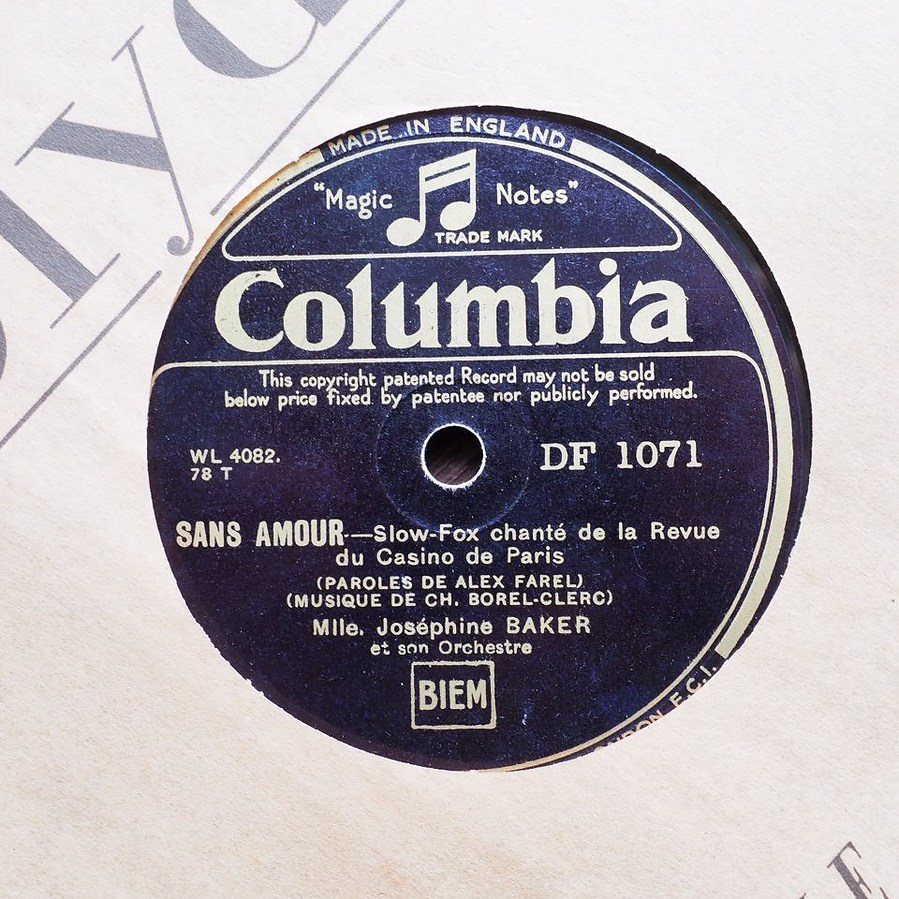 MADE IN ENGLAND
"Magic Notes"
TRADE MARK
Columbia
This copyright patented Record may not be sold
below price fixed by patentee nor publicly performed.
WL 4082.
78 T
DF 1071
SANS AMOUR—Slow-Fox chanté de la Revue
du Casino de Paris
(PAROLES DE ALEX FAREL)
(MUSIQUE DE CH. BOREL-CLERC)
Mlle. Joséphine BAKER
et son Orchestre
BIEM
E.C.1.